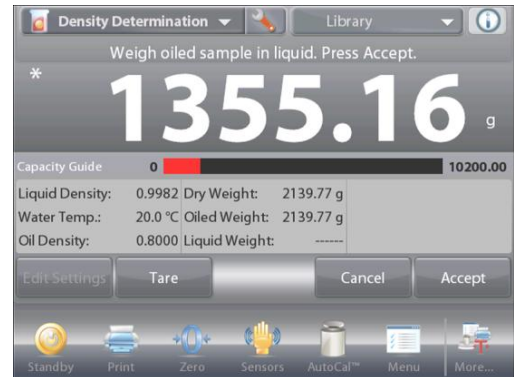 Density Determination Library
Weigh oiled sample in liquid. Press Accept.
* 1355.16 g
Capacity Guide 0 10200.00
Liquid Density: 0.9982 Dry Weight: 2139.77 g
Water Temp.: 20.0 °C Oiled Weight: 2139.77 g
Oil Density: 0.8000 Liquid Weight: ------
Edit Settings Tare Cancel Accept
Standby Print Zero Sensors AutoCal™ Menu More...